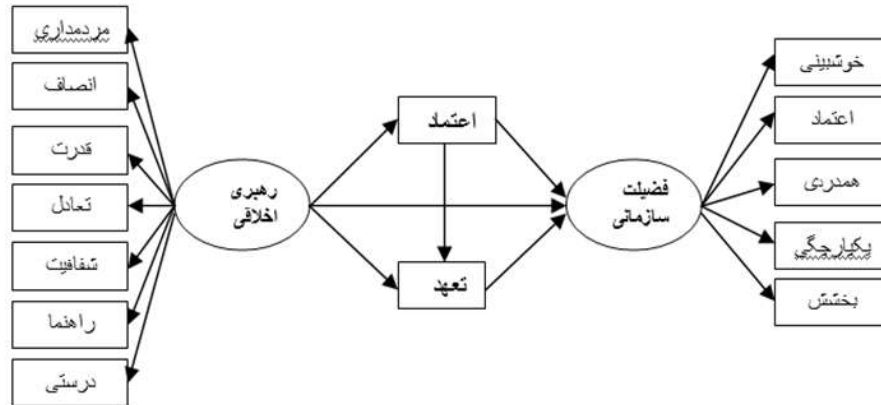 مردمداری
انصاف
قدرت
تعادل
شفافیت
راهنما
درستی
رهبری
اخلاقی
اعتماد
تعهد
فضیلت
سازمانی
خوشبینی
اعتماد
همدردی
یکپارچگی
بخشش